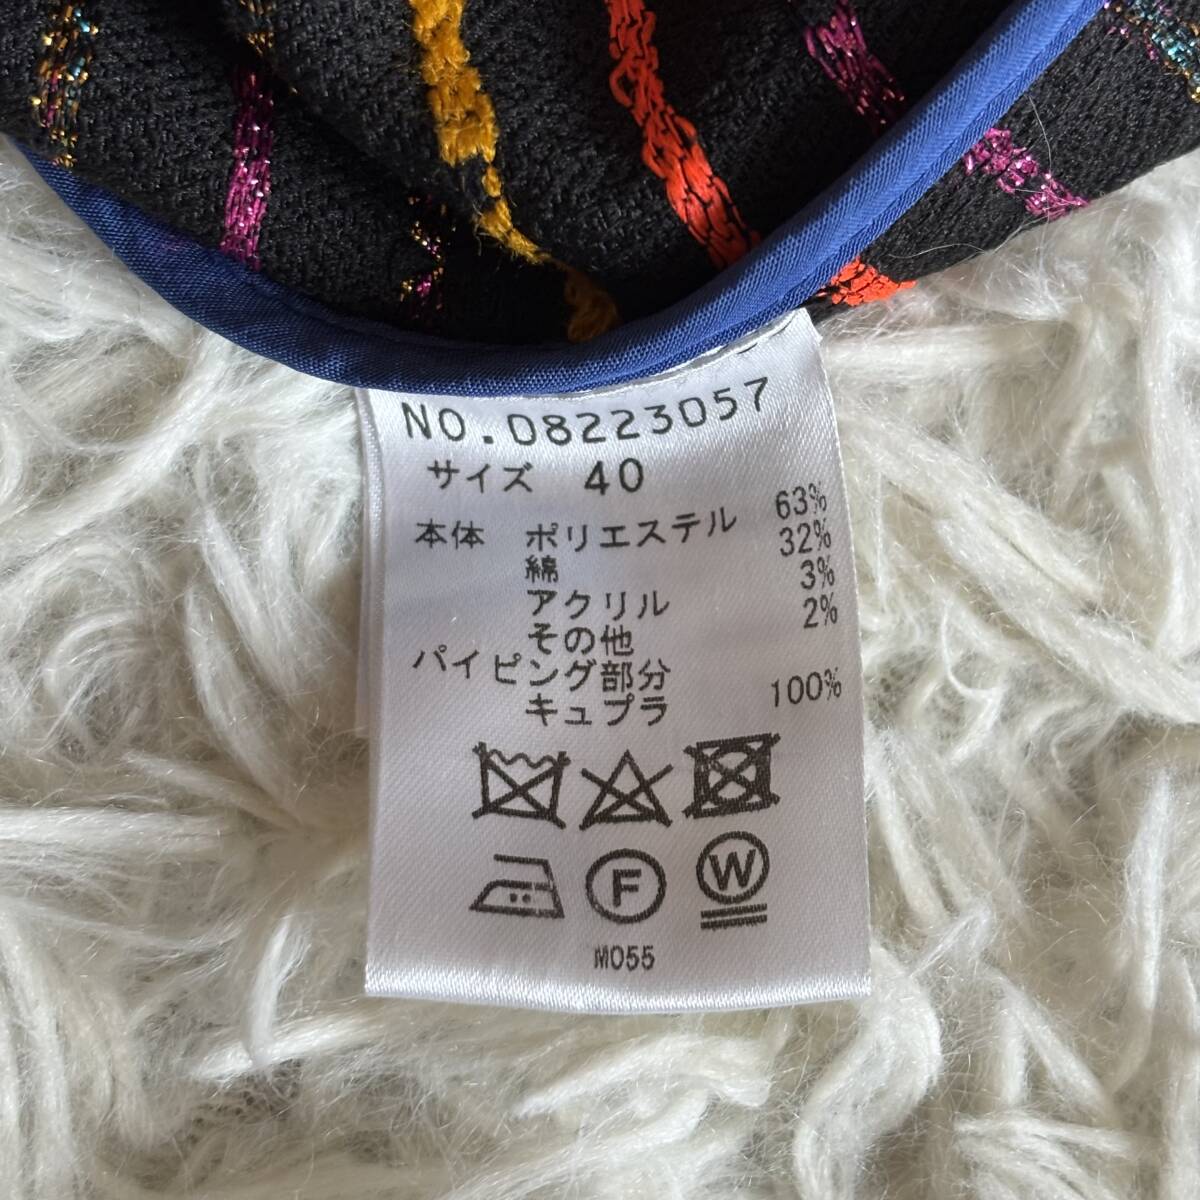 NO.08223057
サイズ 40
本体 ポリエステル 63%
綿 32%
アクリル 3%
その他 2%
パイピング部分
キュプラ 100%
F
W
M055